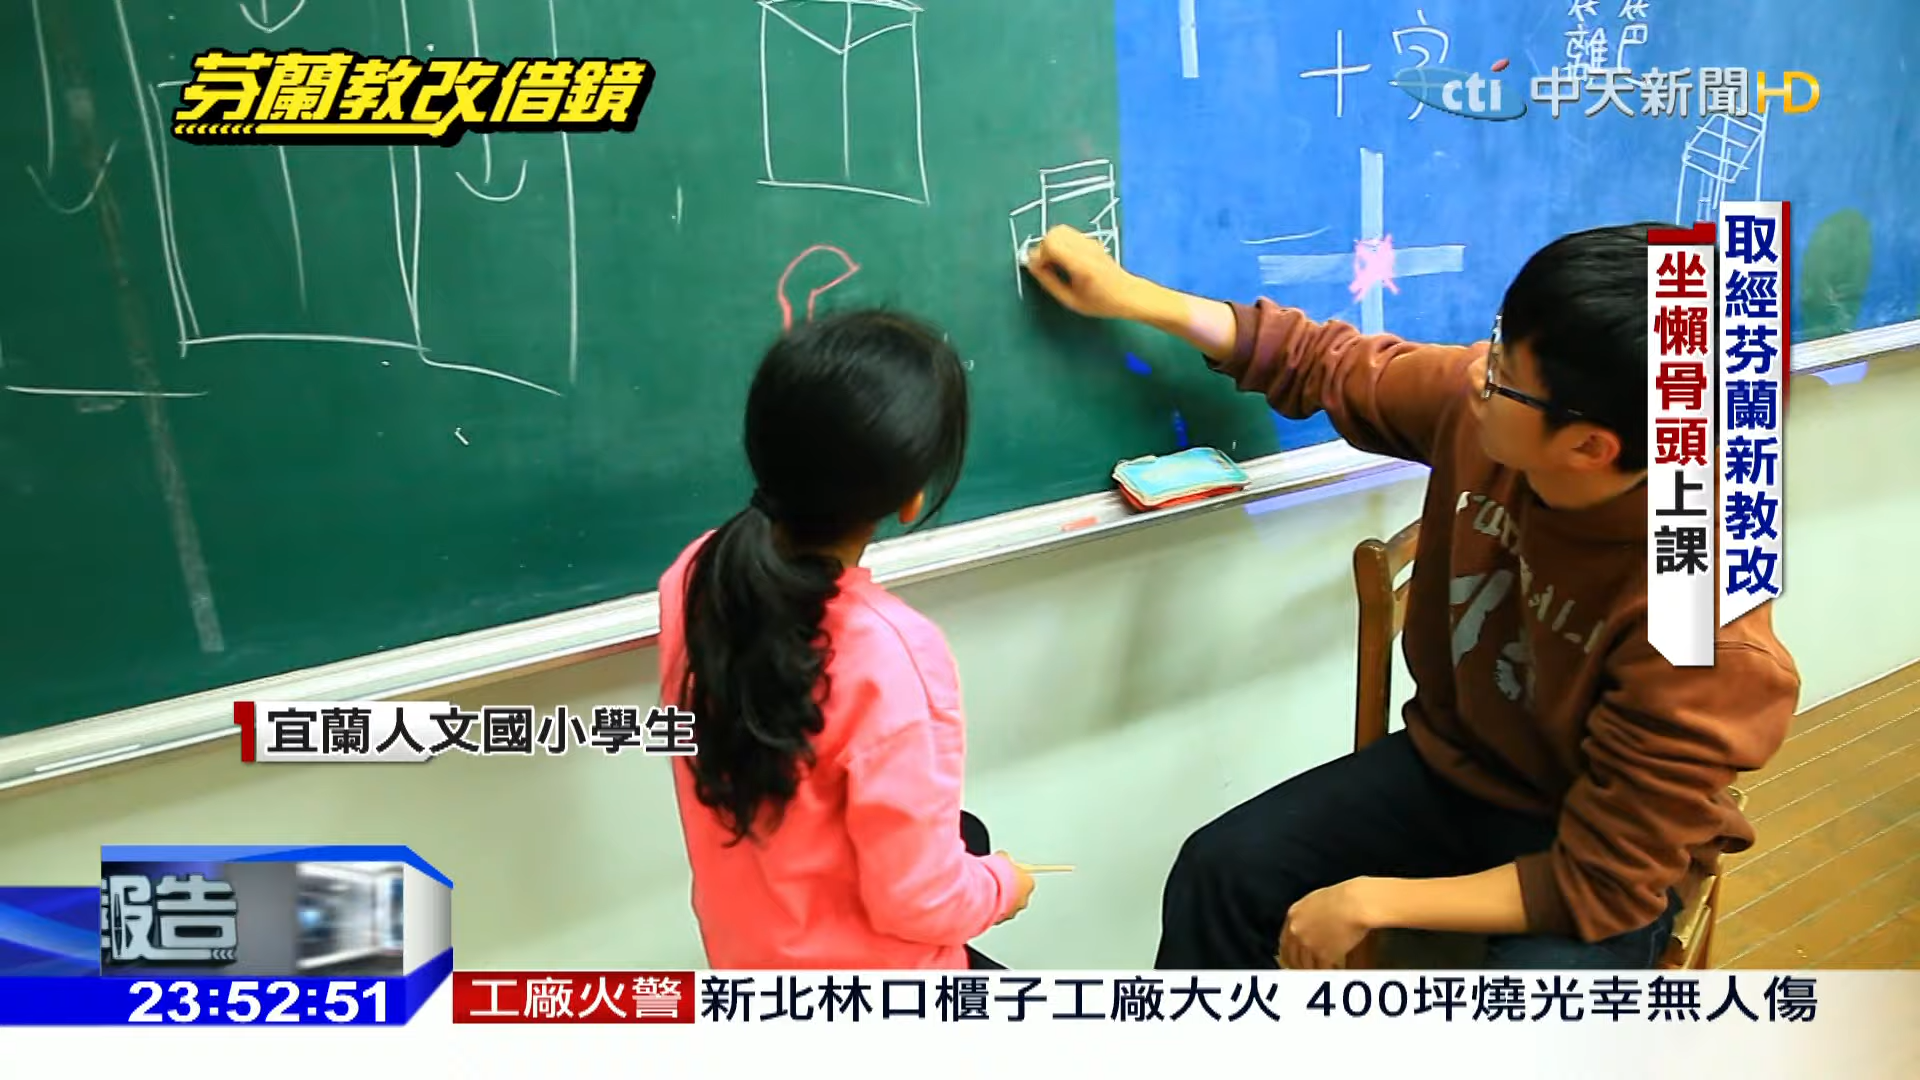 芬蘭教改借鏡
十字
cti 中天新聞HD
取經芬蘭新教改
坐懶骨頭上課
宜蘭人文國小學生
報告
23:52:51
工廠火警 新北林口櫃子工廠大火 400坪燒光幸無人傷